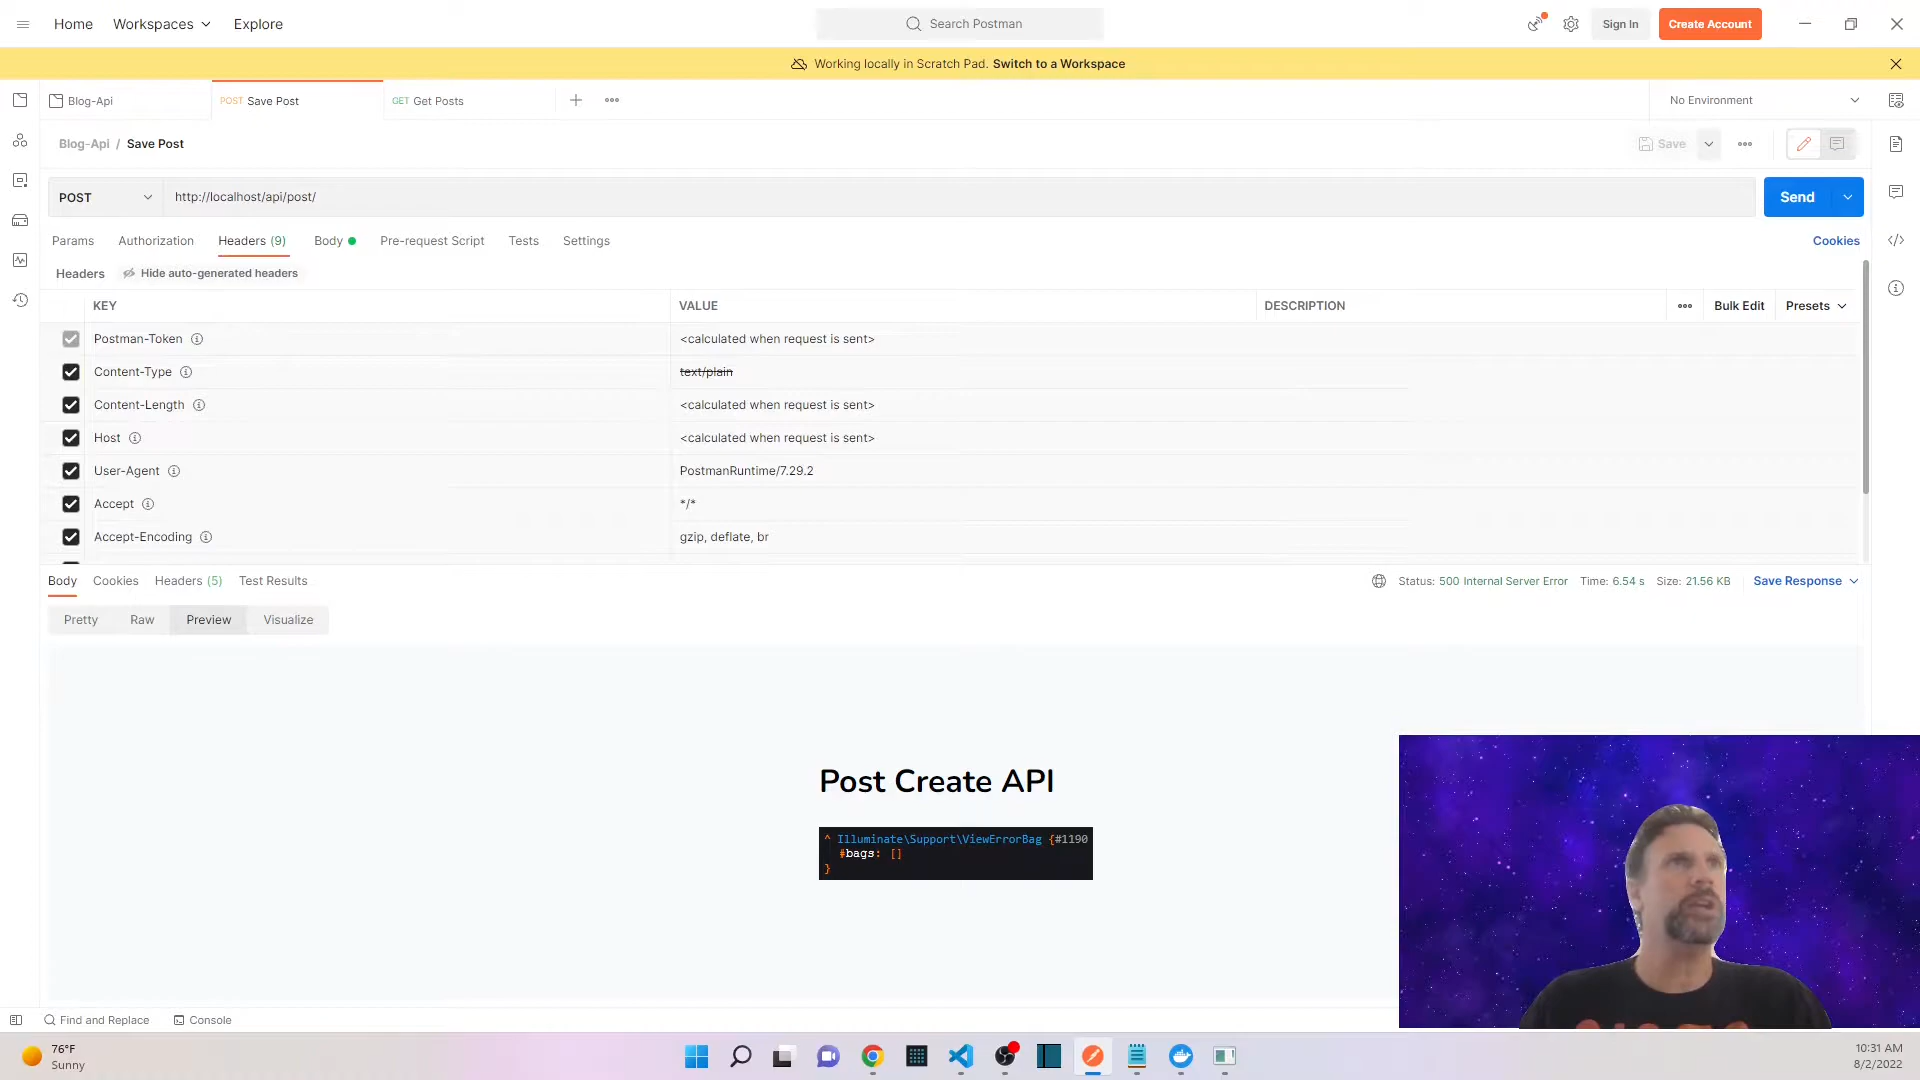 Home Workspaces Explore Search Postman Sign In Create Account
Working locally in Scratch Pad. Switch to a Workspace
Blog-Api POST Save Post GET Get Posts No Environment
Blog-Api / Save Post Save
POST http://localhost/api/post/ Send
Params Authorization Headers (9) Body Pre-request Script Tests Settings Cookies
Headers Hide auto-generated headers
KEY VALUE DESCRIPTION Bulk Edit Presets
Postman-Token <calculated when request is sent>
Content-Type text/plain
Content-Length <calculated when request is sent>
Host <calculated when request is sent>
User-Agent PostmanRuntime/7.29.2
Accept */*
Accept-Encoding gzip, deflate, br
Body Cookies Headers (5) Test Results Status: 500 Internal Server Error Time: 6.54 s Size: 21.56 KB Save Response
Pretty Raw Preview Visualize
Post Create API
^ Illuminate\Support\ViewErrorBag {#1190
#bags: []
}
Find and Replace Console
76°F
Sunny
10:31 AM
8/2/2022